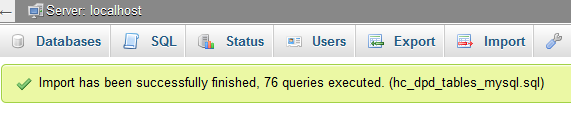 Server: localhost
Databases SQL Status Users Export Import
Import has been successfully finished, 76 queries executed. (hc_dpd_tables_mysql.sql)